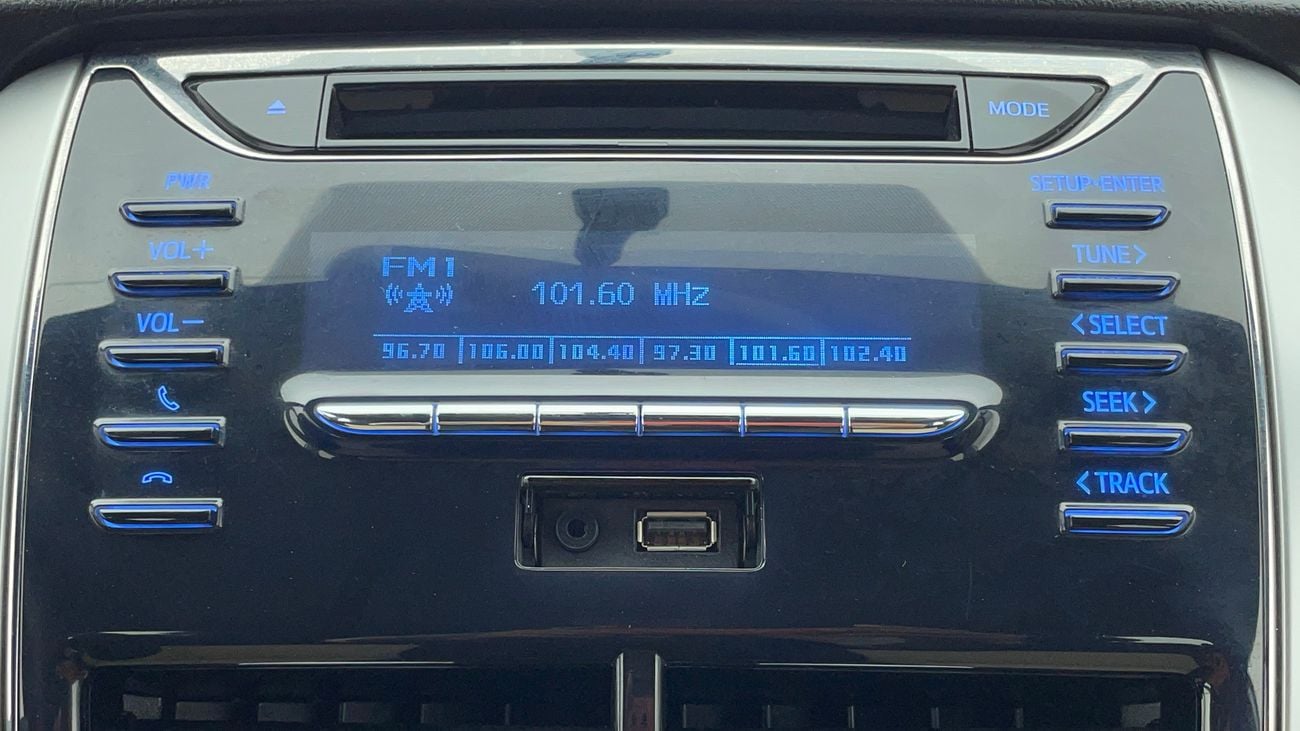 MODE
PWR
SETUP•ENTER
VOL+
TUNE>
FM1
101.60 MHz
VOL-
<SELECT
96.70 106.00 104.40 97.30 101.60 102.40
SEEK>
<TRACK